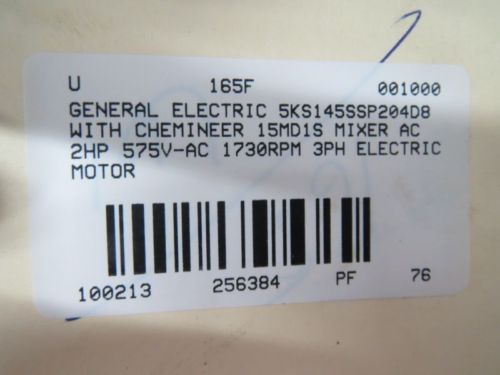 U 165F 001000
GENERAL ELECTRIC 5KS145SSP204D8
WITH CHEMINEER 15MD1S MIXER AC
2HP 575V-AC 1730RPM 3PH ELECTRIC
MOTOR
100213 256384 PF 76